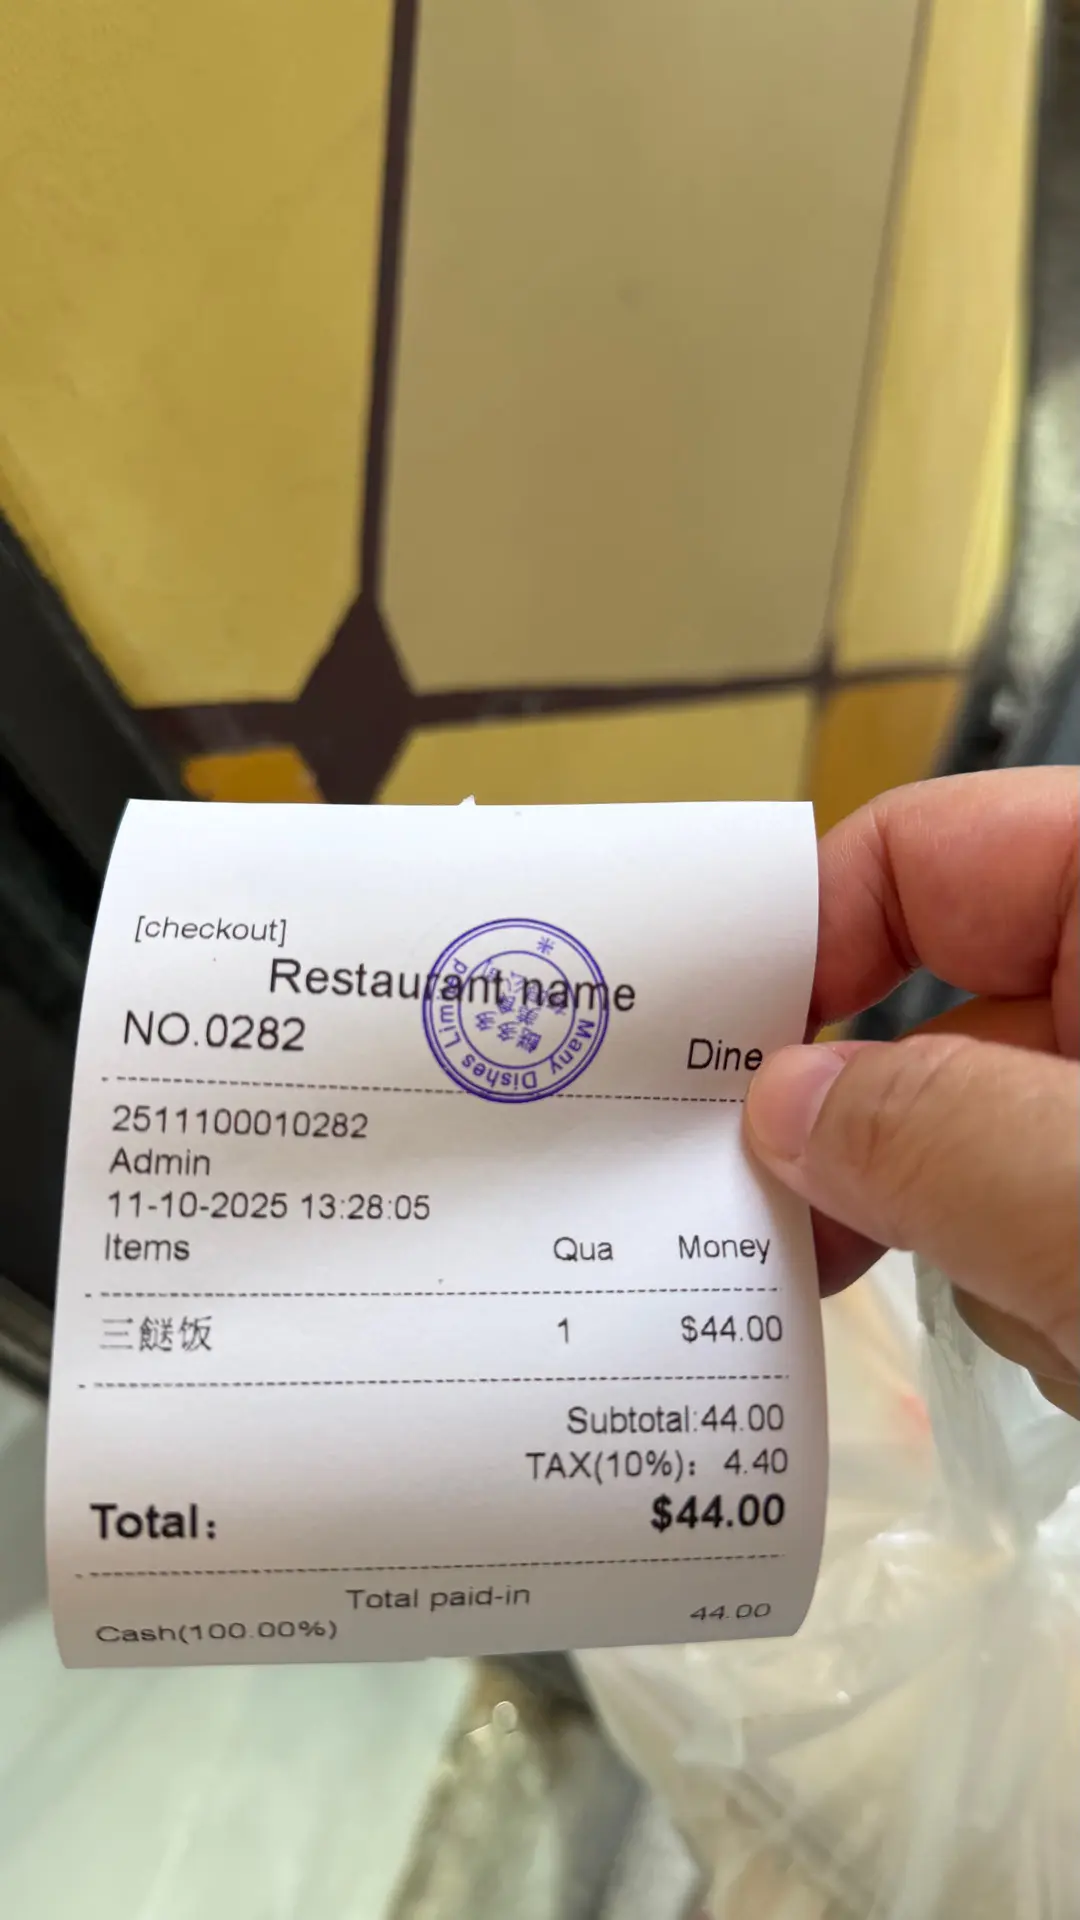 [checkout]
Restaurant name
NO.0282
Dine
Many Dishes Limited
2511100010282
Admin
11-10-2025 13:28:05
Items Qua Money
三餸饭 1 $44.00
Subtotal:44.00
TAX(10%): 4.40
Total: $44.00
Total paid-in
Cash(100.00%) 44.00